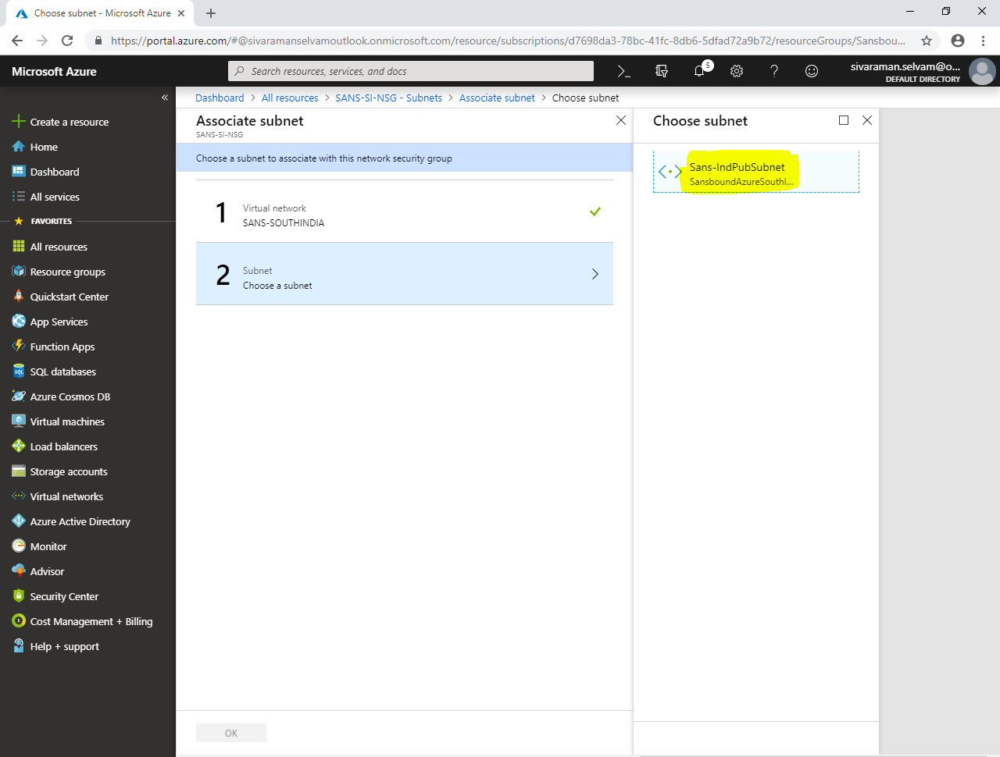 Choose subnet - Microsoft Azure
https://portal.azure.com/#@sivaramanselvamoutlook.onmicrosoft.com/resource/subscriptions/d7698da3-78bc-41fc-8db6-5dfad72a9b72/resourceGroups/Sansbou...
Microsoft Azure
Search resources, services, and docs
5
sivaraman.selvam@o...
DEFAULT DIRECTORY
Dashboard > All resources > SANS-SI-NSG - Subnets > Associate subnet > Choose subnet
Create a resource
Home
Dashboard
All services
FAVORITES
All resources
Resource groups
Quickstart Center
App Services
Function Apps
SQL databases
Azure Cosmos DB
Virtual machines
Load balancers
Storage accounts
Virtual networks
Azure Active Directory
Monitor
Advisor
Security Center
Cost Management + Billing
Help + support
Associate subnet
SANS-SI-NSG
Choose a subnet to associate with this network security group
1
Virtual network
SANS-SOUTHINDIA
2
Subnet
Choose a subnet
OK
Choose subnet
Sans-IndPubSubnet
SansboundAzureSouthI...